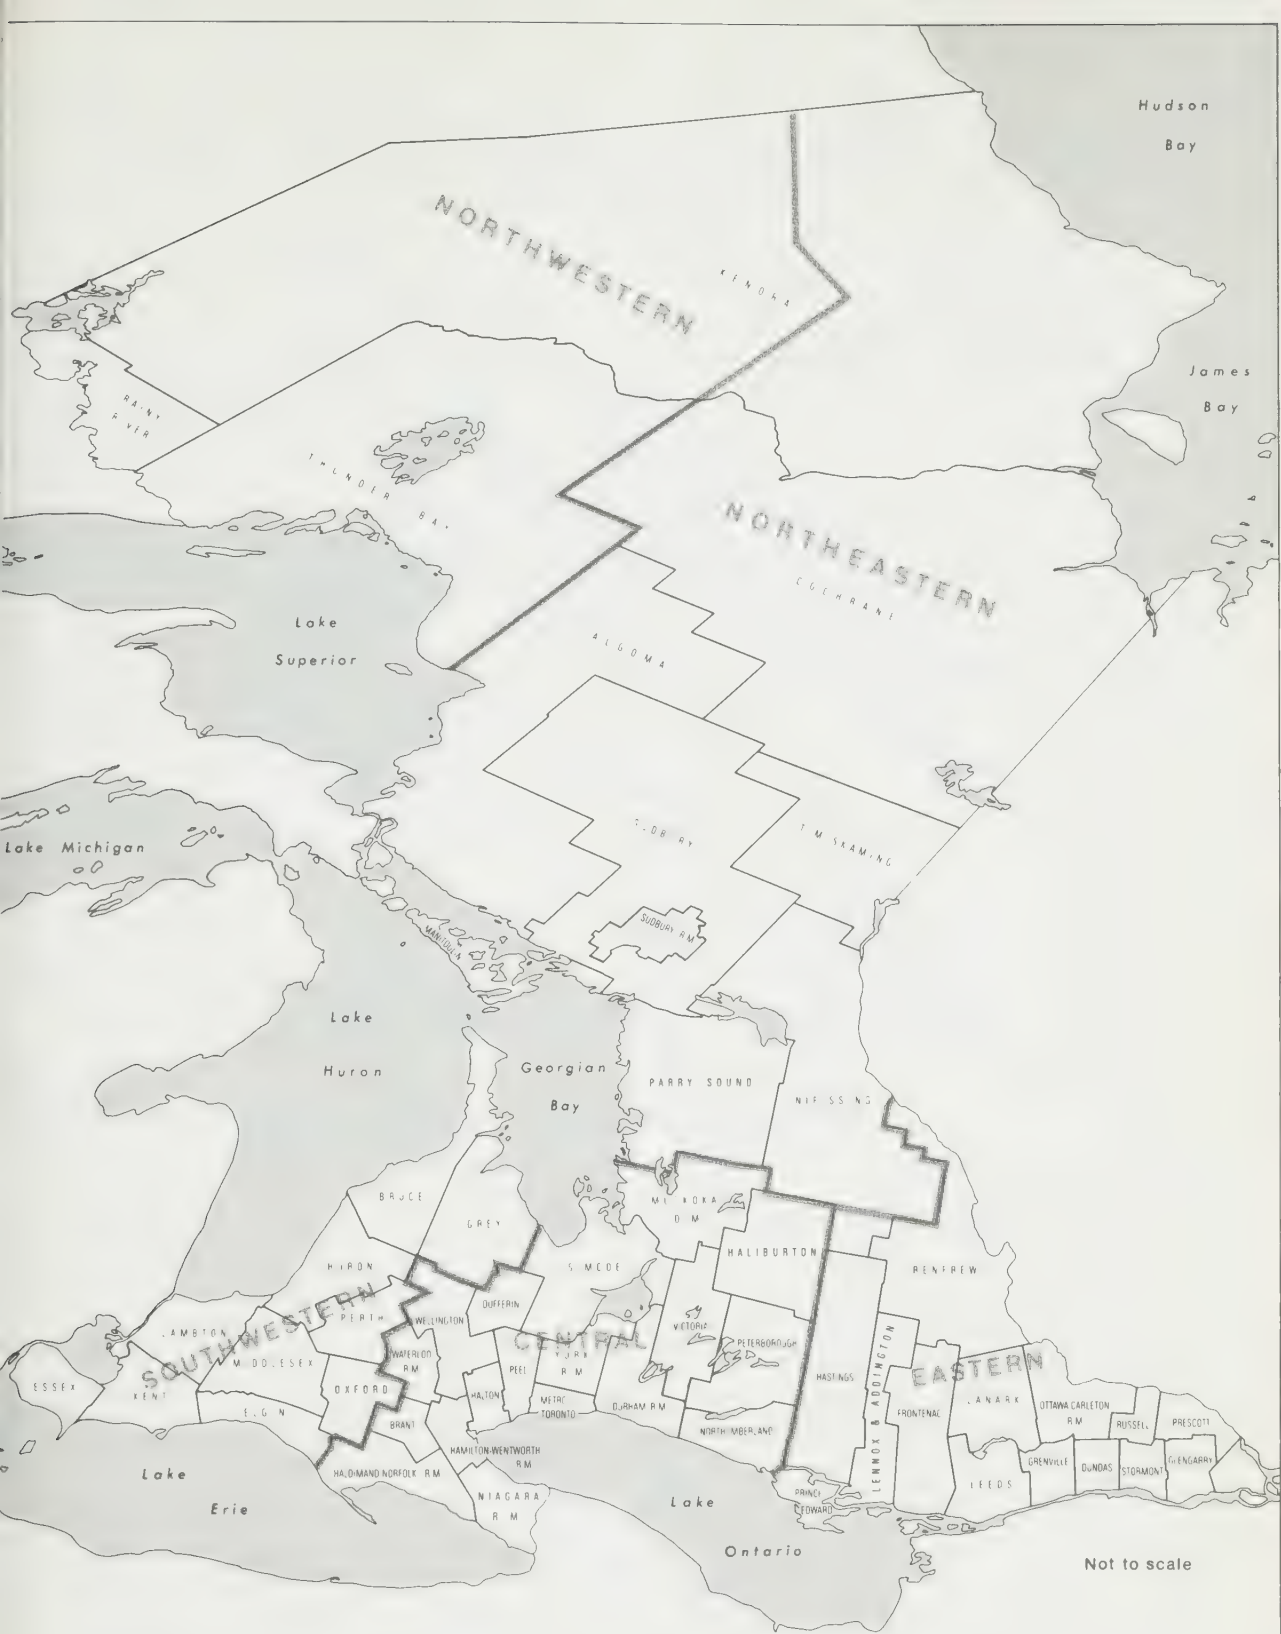 Hudson
Bay
NORTHWESTERN
KENORA
James
Bay
RAINY
RIVER
THUNDER
BAY
NORTHEASTERN
COCHRANE
Lake
Superior
ALGOMA
Lake Michigan
SUDBURY
TIMISKAMING
SUDBURY R M
MANITOULIN
Lake
Huron
Georgian
Bay
PARRY SOUND
NIPISSING
BRUCE
GREY
MUSKOKA
D M
HALIBURTON
RENFREW
HURON
SIMCOE
DUFFERIN
WELLINGTON
PERTH
LAMBTON
SOUTHWESTERN
MIDDLESEX
CENTRAL
VICTORIA
PETERBOROUGH
WATERLOO
R M
PEEL
YORK
R M
EASTERN
ESSEX
KENT
OXFORD
ELGIN
HALTON
METRO
TORONTO
DURHAM R M
HASTINGS
LENNOX & ADDINGTON
FRONTENAC
LANARK
OTTAWA CARLETON
R M
RUSSELL
PRESCOTT
BRANT
NORTHUMBERLAND
HAMILTON-WENTWORTH
R M
HALDIMAND-NORFOLK R M
GRENVILLE
DUNDAS
STORMONT
GLENGARRY
LEEDS
NIAGARA
R M
PRINCE
EDWARD
Lake
Erie
Lake
Ontario
Not to scale